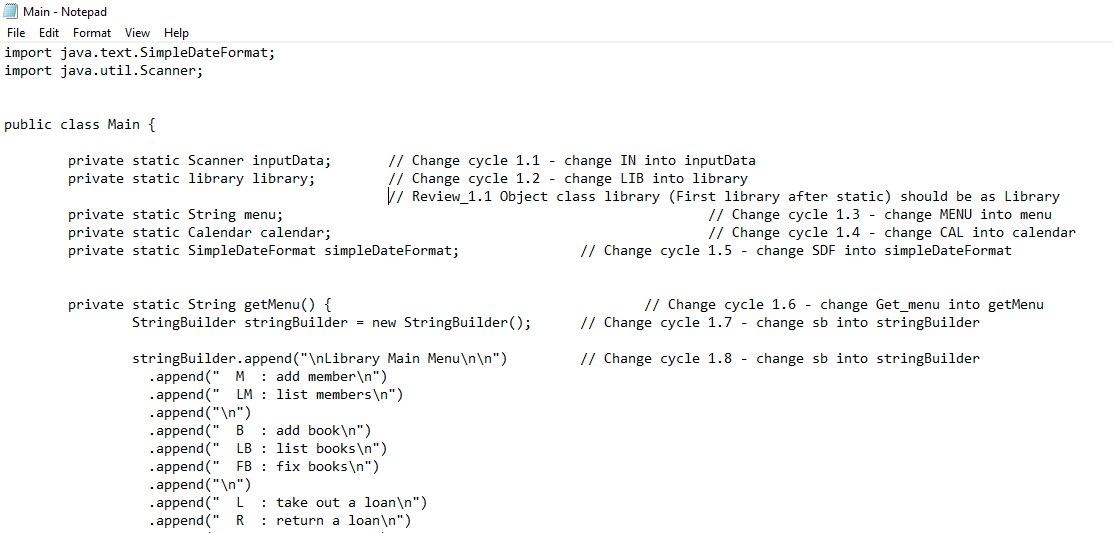 Main - Notepad
File Edit Format View Help
import java.text.SimpleDateFormat;
import java.util.Scanner;
public class Main {
private static Scanner inputData; // Change cycle 1.1 - change IN into inputData
private static library library; // Change cycle 1.2 - change LIB into library
// Review_1.1 Object class library (First library after static) should be as Library
private static String menu; // Change cycle 1.3 - change MENU into menu
private static Calendar calendar; // Change cycle 1.4 - change CAL into calendar
private static SimpleDateFormat simpleDateFormat; // Change cycle 1.5 - change SDF into simpleDateFormat
private static String getMenu() { // Change cycle 1.6 - change Get_menu into getMenu
StringBuilder stringBuilder = new StringBuilder(); // Change cycle 1.7 - change sb into stringBuilder
stringBuilder.append("\nLibrary Main Menu\n\n") // Change cycle 1.8 - change sb into stringBuilder
.append("  M  : add member\n")
.append("  LM : list members\n")
.append("\n")
.append("  B  : add book\n")
.append("  LB : list books\n")
.append("  FB : fix books\n")
.append("\n")
.append("  L  : take out a loan\n")
.append("  R  : return a loan\n")